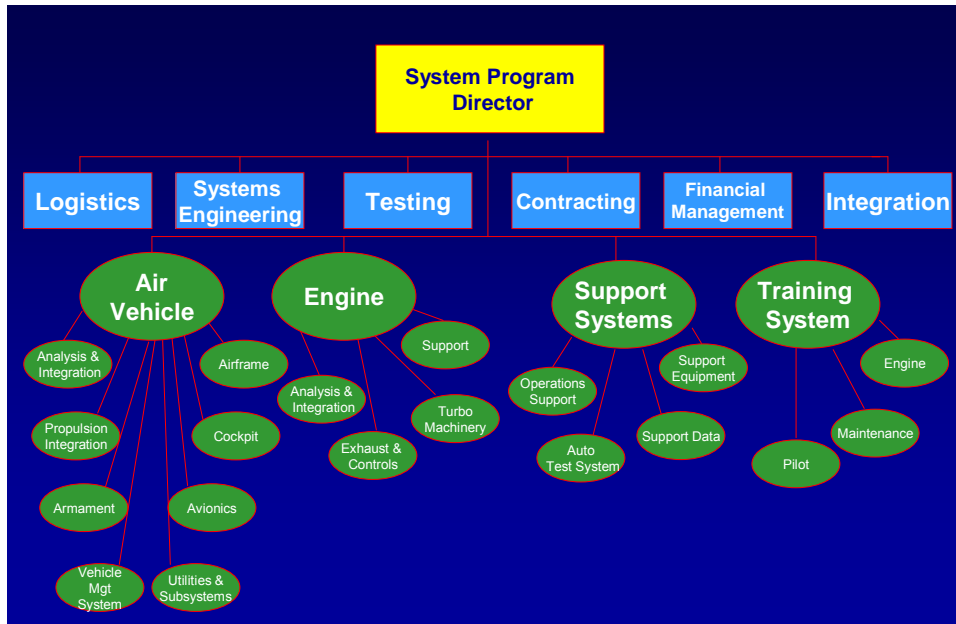 System Program
Director
Logistics
Systems
Engineering
Testing
Contracting
Financial
Management
Integration
Air
Vehicle
Engine
Support
Systems
Training
System
Analysis &
Integration
Airframe
Propulsion
Integration
Cockpit
Armament
Avionics
Vehicle
Mgt
System
Utilities &
Subsystems
Support
Analysis &
Integration
Turbo
Machinery
Exhaust &
Controls
Operations
Support
Support
Equipment
Auto
Test System
Support Data
Engine
Maintenance
Pilot